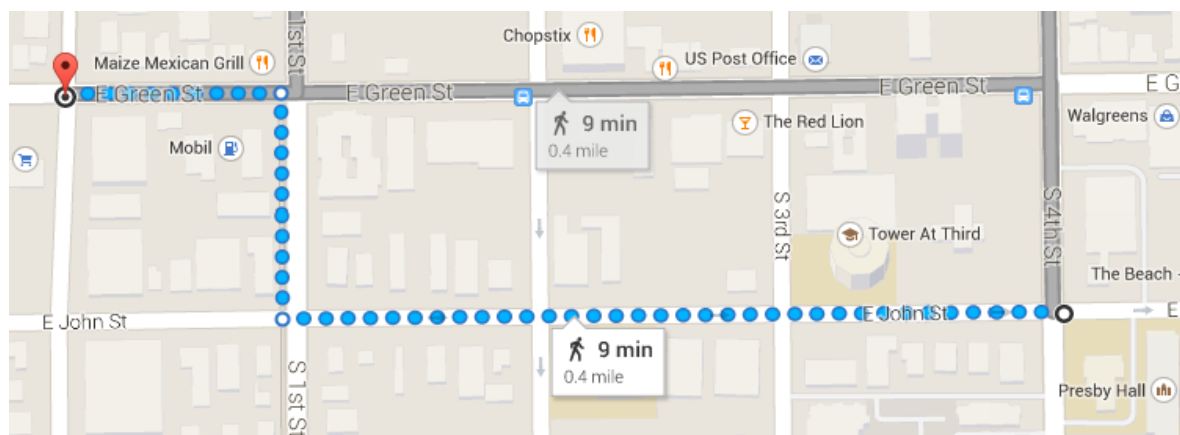 Chopstix
1st St
Maize Mexican Grill
US Post Office
E Green St
E Green St
E Green St
E G
Walgreens
9 min
0.4 mile
The Red Lion
Mobil
S 3rd St
S 4th St
Tower At Third
The Beach -
E John St
E John St
E
9 min
0.4 mile
S 1st St
Presby Hall